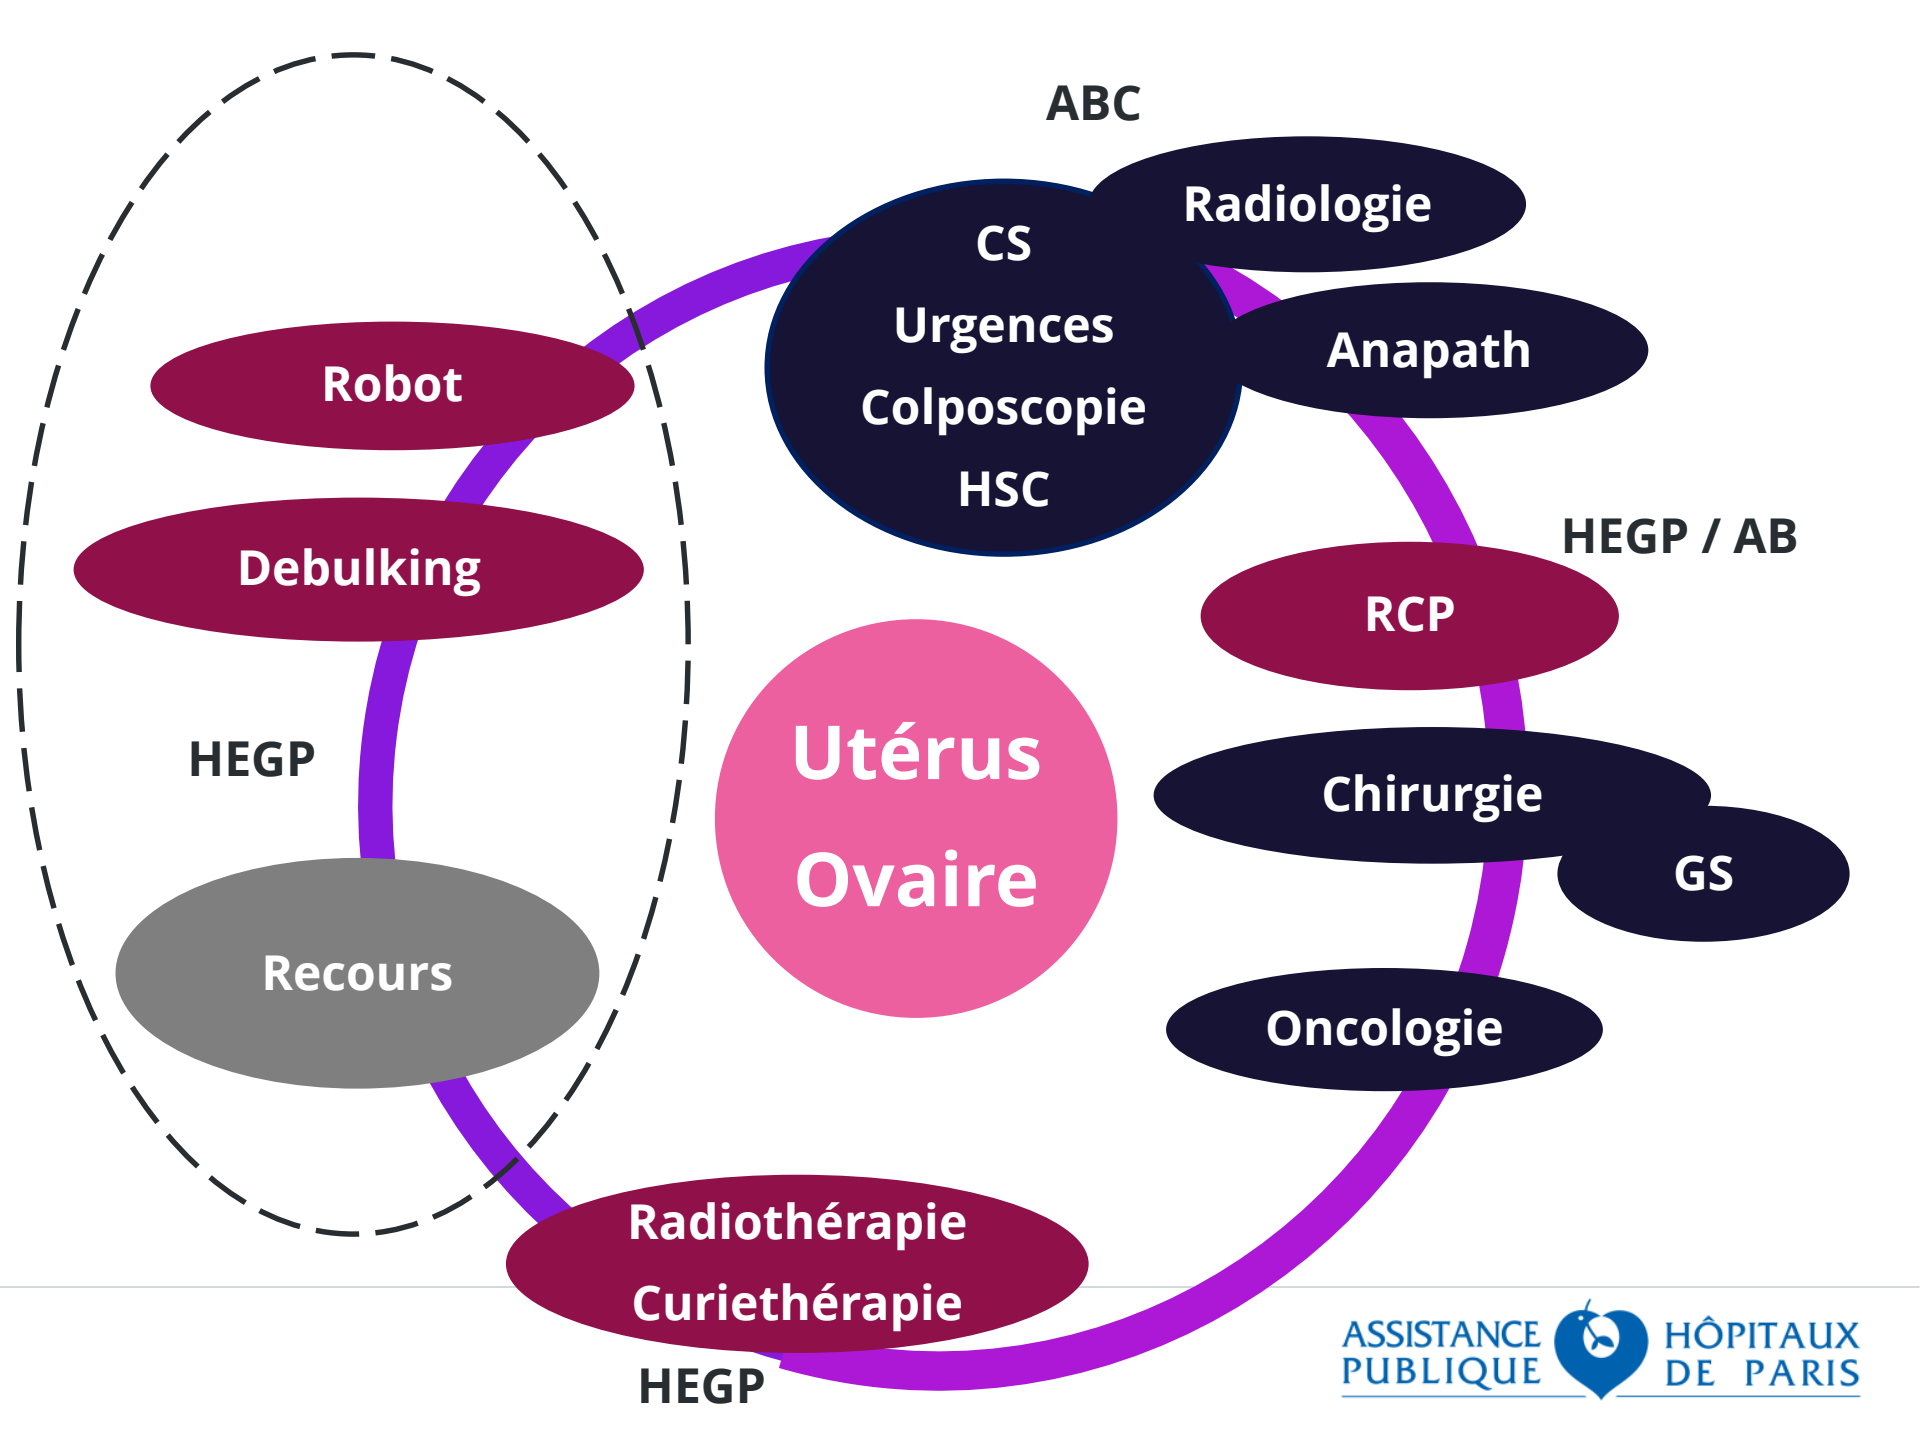 ABC
Radiologie
CS
Urgences
Colposcopie
HSC
Anapath
Robot
Debulking
HEGP / AB
RCP
HEGP
Utérus
Ovaire
Chirurgie
GS
Recours
Oncologie
Radiothérapie
Curiethérapie
HEGP
ASSISTANCE HÔPITAUX
PUBLIQUE DE PARIS